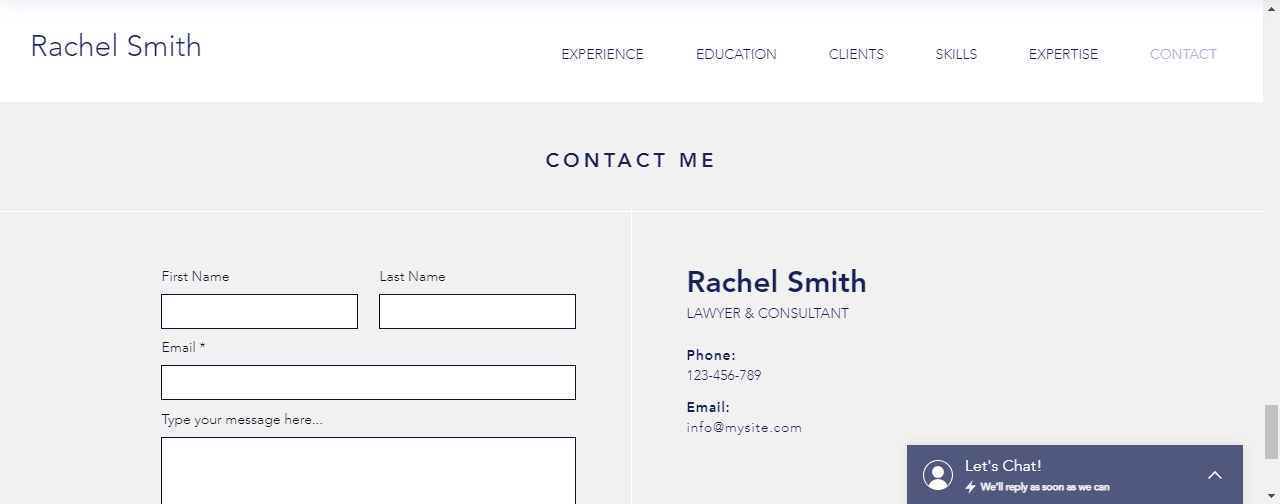 Rachel Smith
EXPERIENCE EDUCATION CLIENTS SKILLS EXPERTISE CONTACT
CONTACT ME
First Name Last Name
Email *
Type your message here...
Rachel Smith
LAWYER & CONSULTANT
Phone:
123-456-789
Email:
info@mysite.com
Let's Chat!
We'll reply as soon as we can